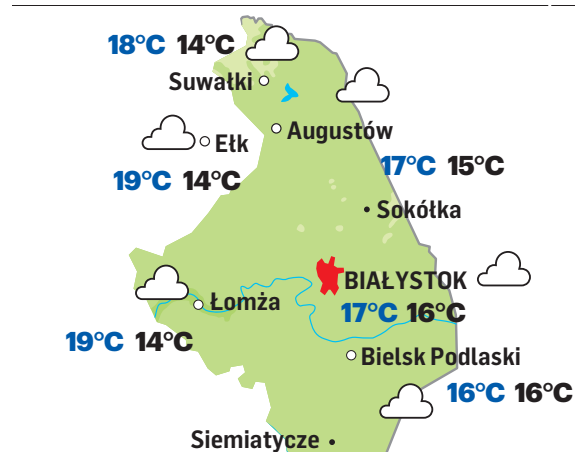 18°C 14°C
Suwałki
Augustów
Ełk
17°C 15°C
19°C 14°C
Sokółka
BIAŁYSTOK
Łomża
17°C 16°C
19°C 14°C
Bielsk Podlaski
16°C 16°C
Siemiatycze